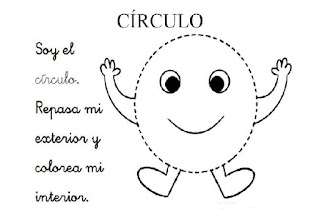 CÍRCULO
Soy el
círculo.
Repasa mi
exterior y
colorea mi
interior.